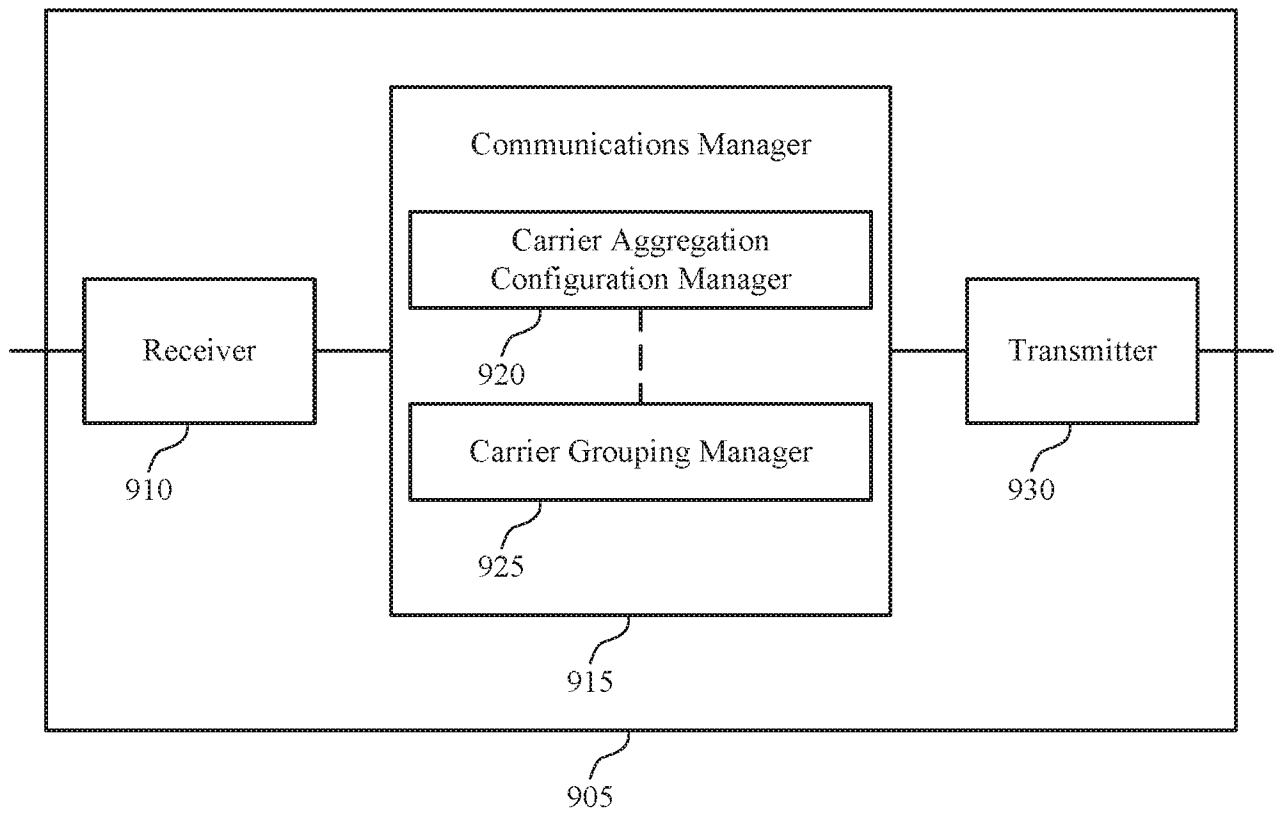 Communications Manager
Carrier Aggregation
Configuration Manager
920
Receiver
910
Transmitter
930
Carrier Grouping Manager
925
915
905